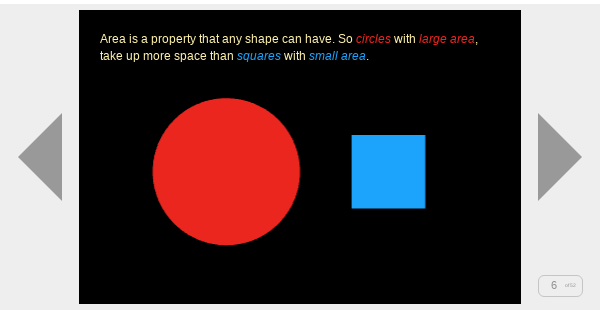 Area is a property that any shape can have. So circles with large area,
take up more space than squares with small area.
6 of 52